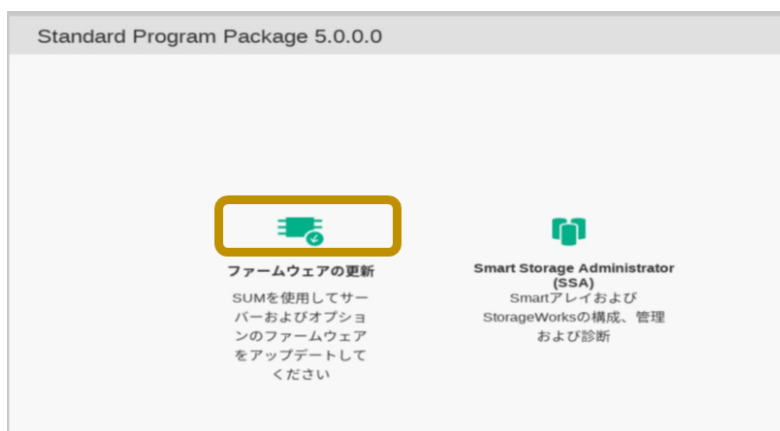 Standard Program Package 5.0.0.0
ファームウェアの更新
SUMを使用してサー
バーおよびオプショ
ンのファームウェア
をアップデートして
ください
Smart Storage Administrator
(SSA)
Smartアレイおよび
StorageWorksの構成、管理
および診断